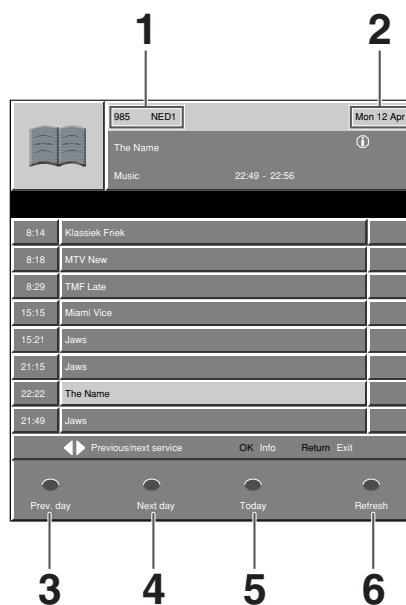 1 2
985 NED1 Mon 12 Apr
The Name
Music 22:49 - 22:56
8:14 Klassiek Friek
8:18 MTV New
8:29 TMF Late
15:15 Miami Vice
15:21 Jaws
21:15 Jaws
22:22 The Name
21:49 Jaws
Previous/next service OK Info Return Exit
Prev. day Next day Today Refresh
3 4 5 6